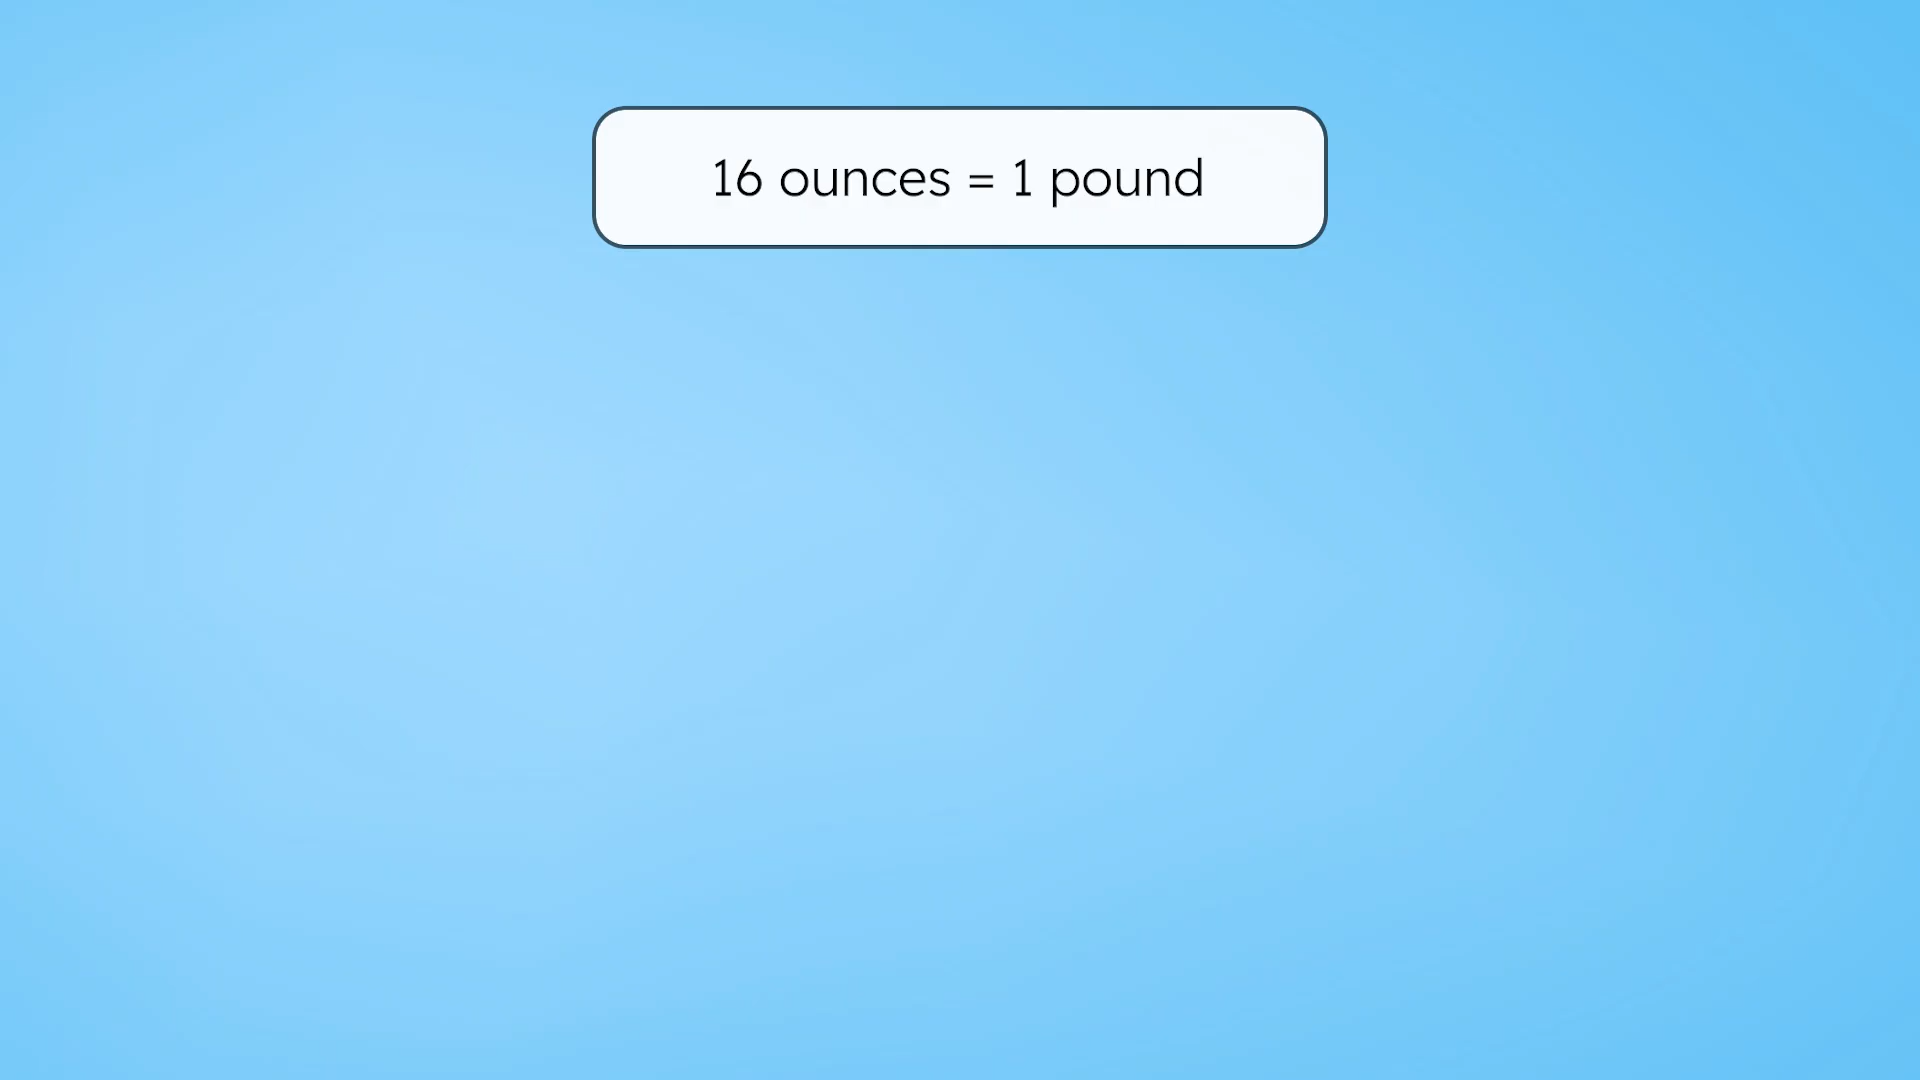 16 ounces = 1 pound